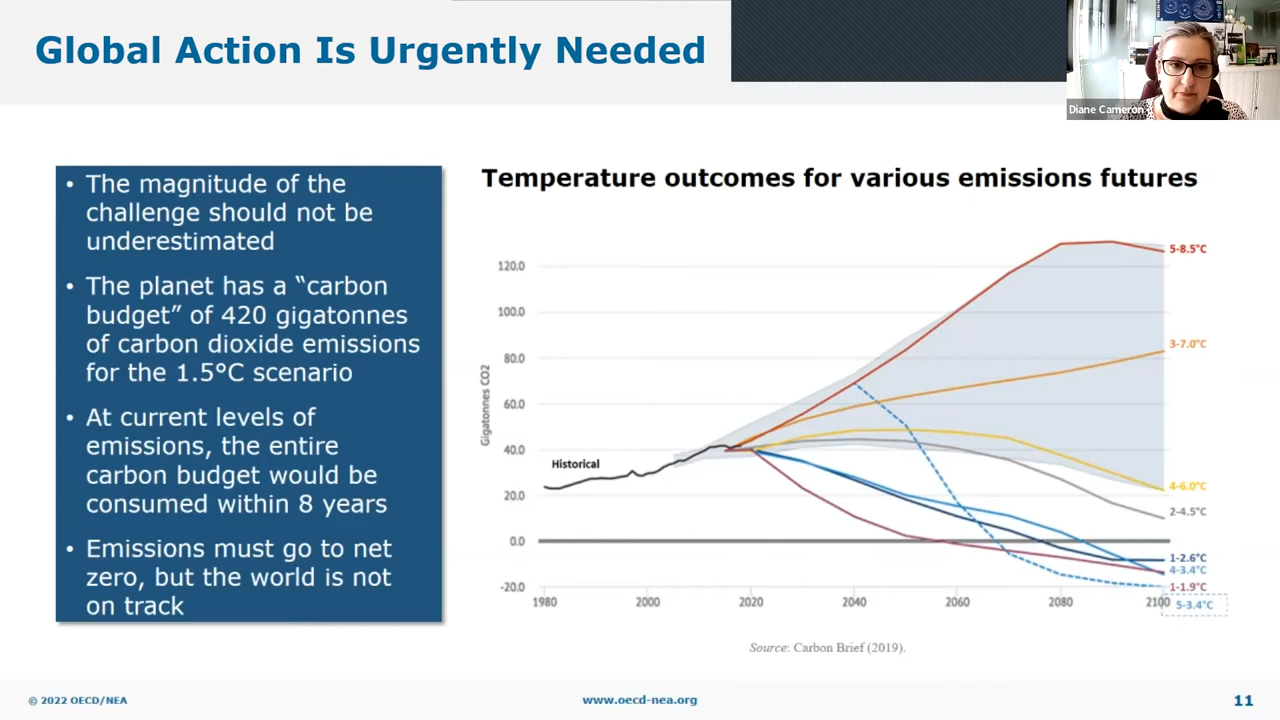 Global Action Is Urgently Needed
Diane Cameron
• The magnitude of the
challenge should not be
underestimated
• The planet has a “carbon
budget” of 420 gigatonnes
of carbon dioxide emissions
for the 1.5°C scenario
• At current levels of
emissions, the entire
carbon budget would be
consumed within 8 years
• Emissions must go to net
zero, but the world is not
on track
Temperature outcomes for various emissions futures
Gigatonnes CO2
120.0
100.0
80.0
60.0
40.0
20.0
0.0
-20.0
Historical
1980
2000
2020
2040
2060
2080
2100
5-8.5°C
3-7.0°C
4-6.0°C
2-4.5°C
1-2.6°C
4-3.4°C
1-1.9°C
5-3.4°C
Source: Carbon Brief (2019).
© 2022 OECD/NEA
www.oecd-nea.org
11